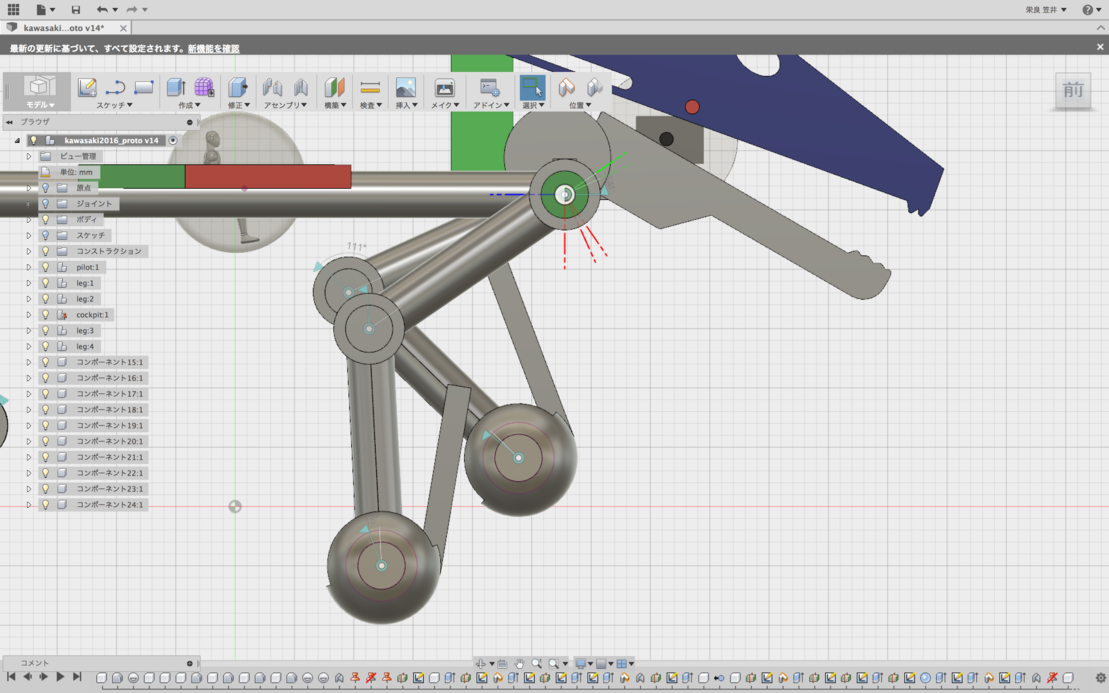 栄良 笠井
kawasaki...oto v14*
最新の更新に基づいて、すべて設定されます。新機能を確認
モデル
スケッチ
作成
修正
アセンブリ
構築
検査
挿入
メイク
アドイン
選択
位置
前
ブラウザ
kawasaki2016_proto v14
ビュー管理
単位: mm
原点
ジョイント
ボディ
スケッチ
コンストラクション
pilot:1
leg:1
leg:2
cockpit:1
leg:3
leg:4
コンポーネント15:1
コンポーネント16:1
コンポーネント17:1
コンポーネント18:1
コンポーネント19:1
コンポーネント20:1
コンポーネント21:1
コンポーネント22:1
コンポーネント23:1
コンポーネント24:1
111°
コメント